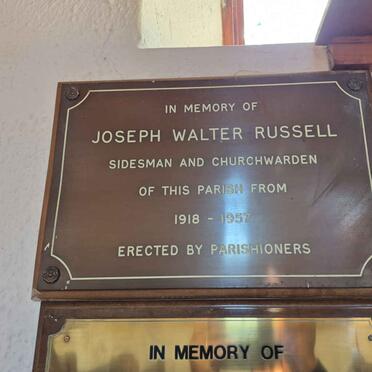 IN MEMORY OF
JOSEPH WALTER RUSSELL
SIDESMAN AND CHURCHWARDEN
OF THIS PARISH FROM
1918 - 1957
ERECTED BY PARISHIONERS
IN MEMORY OF